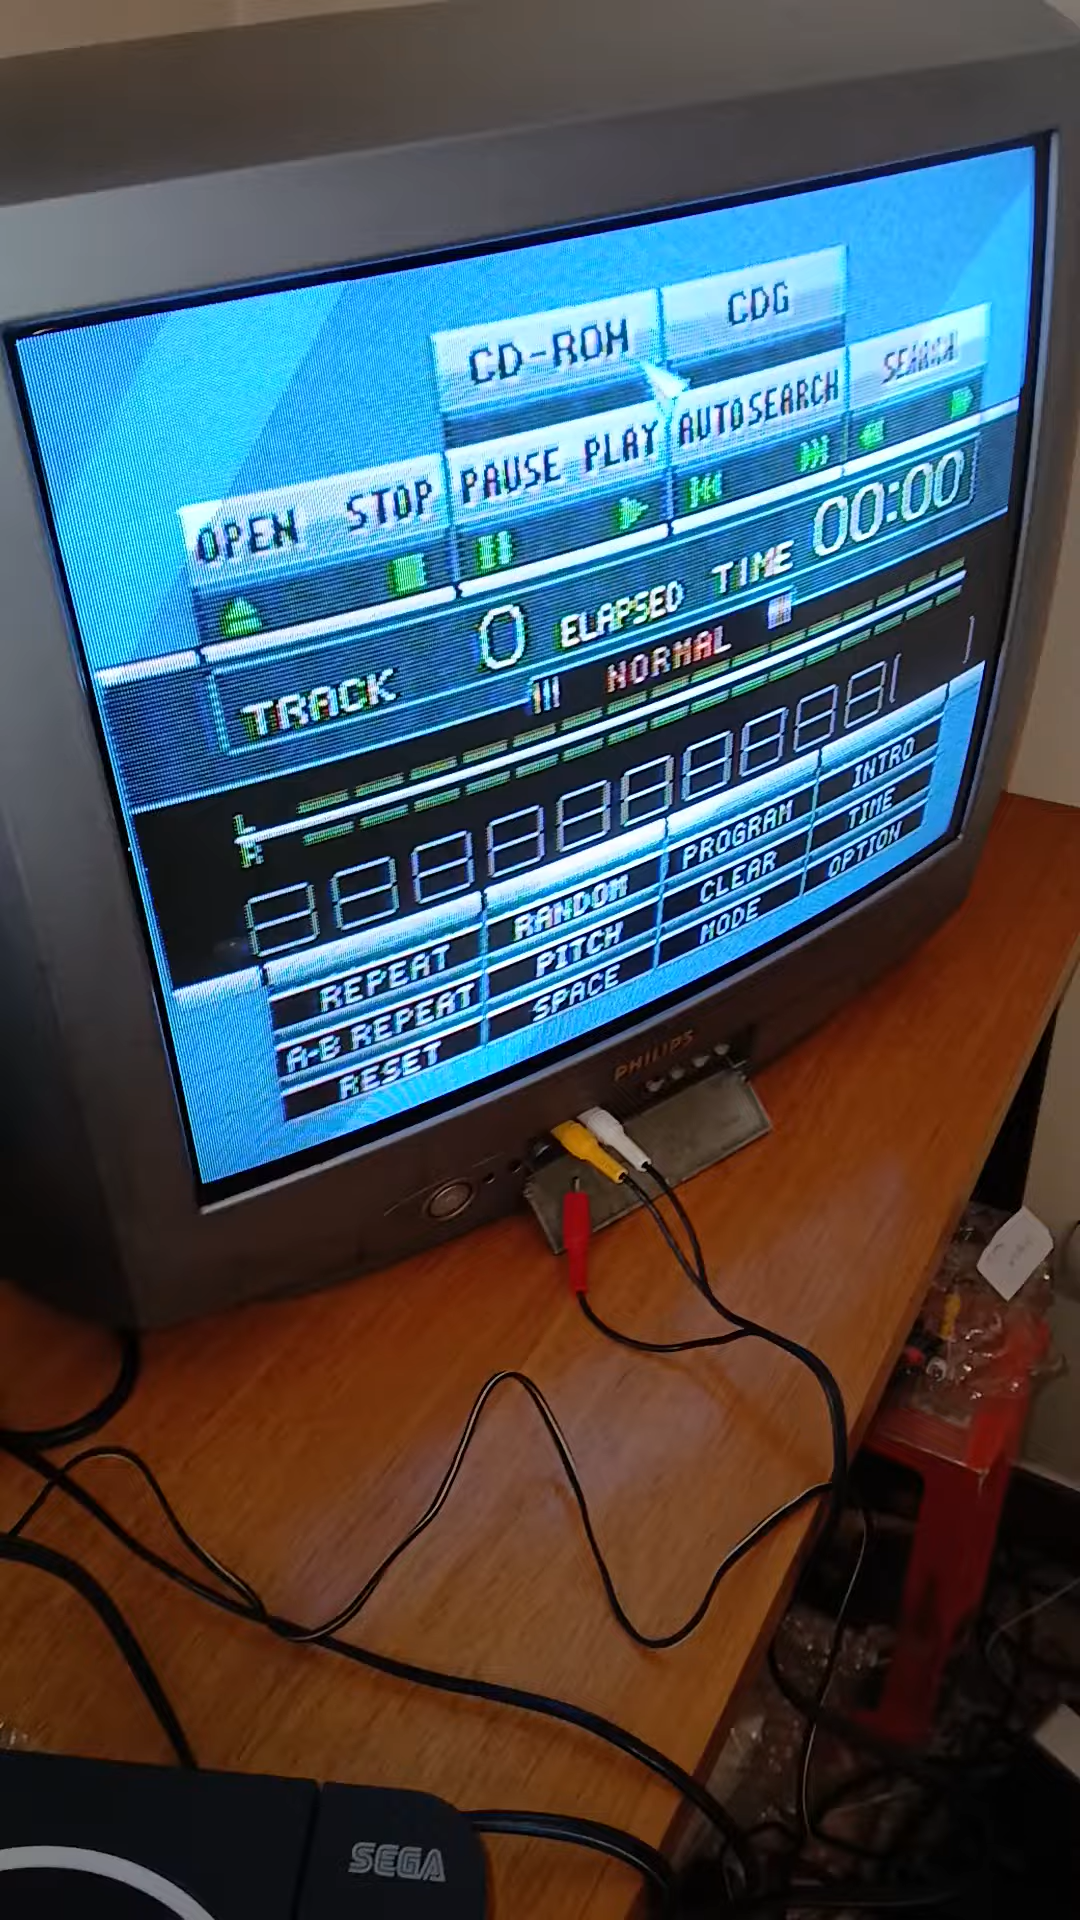 CD-ROM CDG
OPEN STOP PAUSE PLAY AUTOSEARCH
TRACK 0 ELAPSED TIME 00:00
NORMAL
L
R
REPEAT RANDOM PROGRAM INTRO
A-B REPEAT PITCH CLEAR TIME
RESET SPACE MODE OPTION
PHILIPS
SEGA